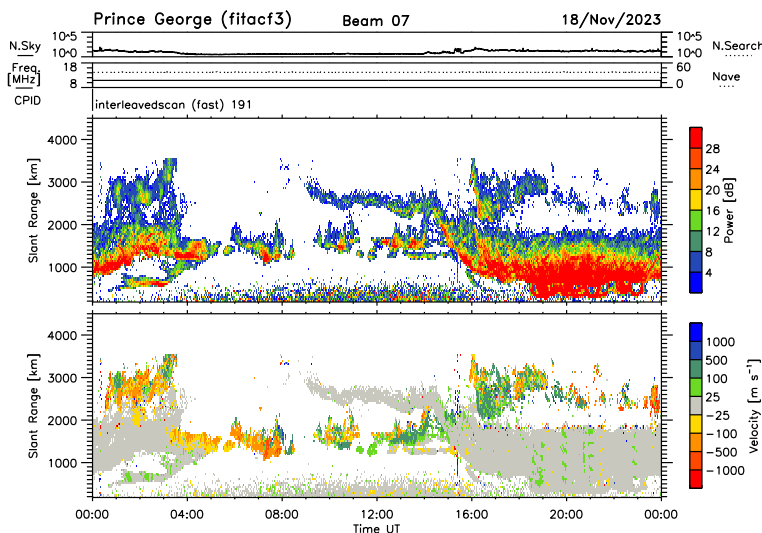 Prince George (fitacf3) Beam 07 18/Nov/2023
10+5 10+5
N.Sky 10+0 10+0 N.Search
Freq. 18 60
[MHz] 8 0 Nave
CPID interleavedscan (fast) 191
4000
3000
2000
1000
Slant Range [km]
28
24
20
16
12
8
4
Power [dB]
4000
3000
2000
1000
Slant Range [km]
1000
500
100
25
−25
−100
−500
−1000
Velocity [m s⁻¹]
00:00 04:00 08:00 12:00 16:00 20:00 00:00
Time UT